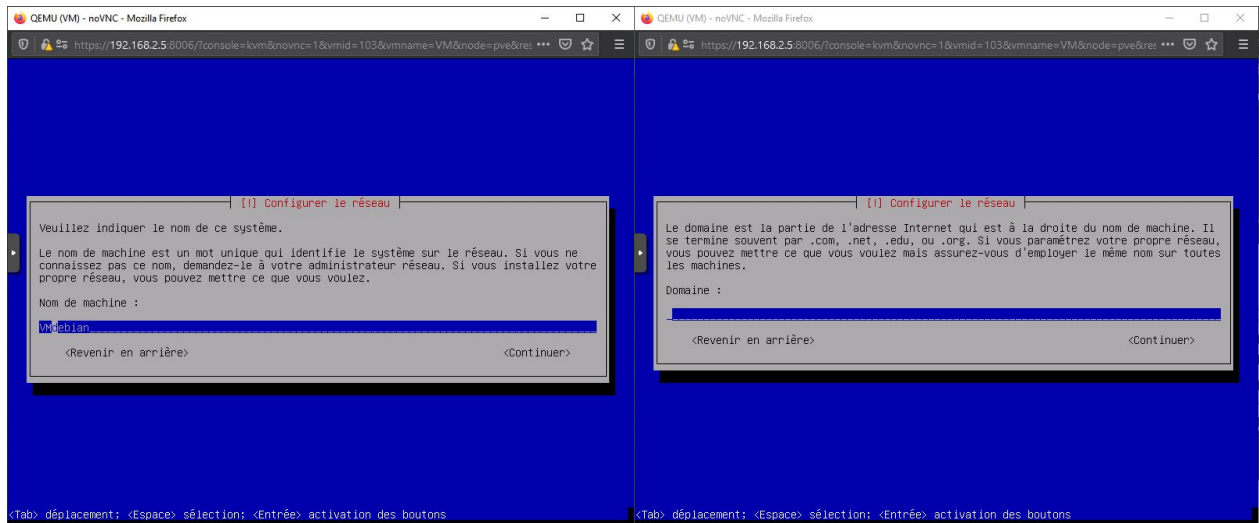 QEMU (VM) - noVNC - Mozilla Firefox
https://192.168.2.5:8006/?console=kvm&novnc=1&vmid=103&vmname=VM&node=pve&res
[!] Configurer le réseau
Veuillez indiquer le nom de ce système.
Le nom de machine est un mot unique qui identifie le système sur le réseau. Si vous ne
connaissez pas ce nom, demandez-le à votre administrateur réseau. Si vous installez votre
propre réseau, vous pouvez mettre ce que vous voulez.
Nom de machine :
VMdebian
<Revenir en arrière> <Continuer>
<Tab> déplacement; <Espace> sélection; <Entrée> activation des boutons
QEMU (VM) - noVNC - Mozilla Firefox
https://192.168.2.5:8006/?console=kvm&novnc=1&vmid=103&vmname=VM&node=pve&res
[!] Configurer le réseau
Le domaine est la partie de l'adresse Internet qui est à la droite du nom de machine. Il
se termine souvent par .com, .net, .edu, ou .org. Si vous paramétrez votre propre réseau,
vous pouvez mettre ce que vous voulez mais assurez-vous d'employer le même nom sur toutes
les machines.
Domaine :
<Revenir en arrière> <Continuer>
<Tab> déplacement; <Espace> sélection; <Entrée> activation des boutons